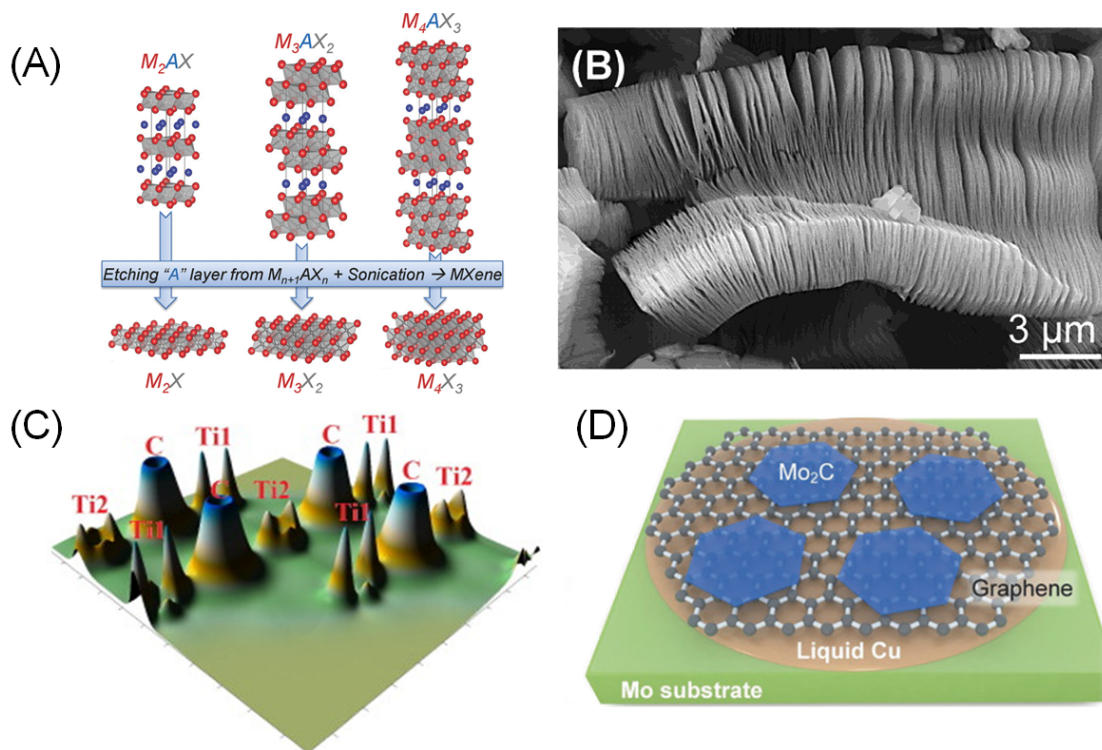 (A)
M₂AX
M₃AX₂
M₄AX₃
Etching "A" layer from Mₙ₊₁AXₙ + Sonication → MXene
M₂X
M₃X₂
M₄X₃
(B)
3 μm
(C)
C
Ti1
C
Ti1
C
Ti2
C
Ti2
Ti1
Ti2
Ti1
(D)
Mo₂C
Graphene
Liquid Cu
Mo substrate